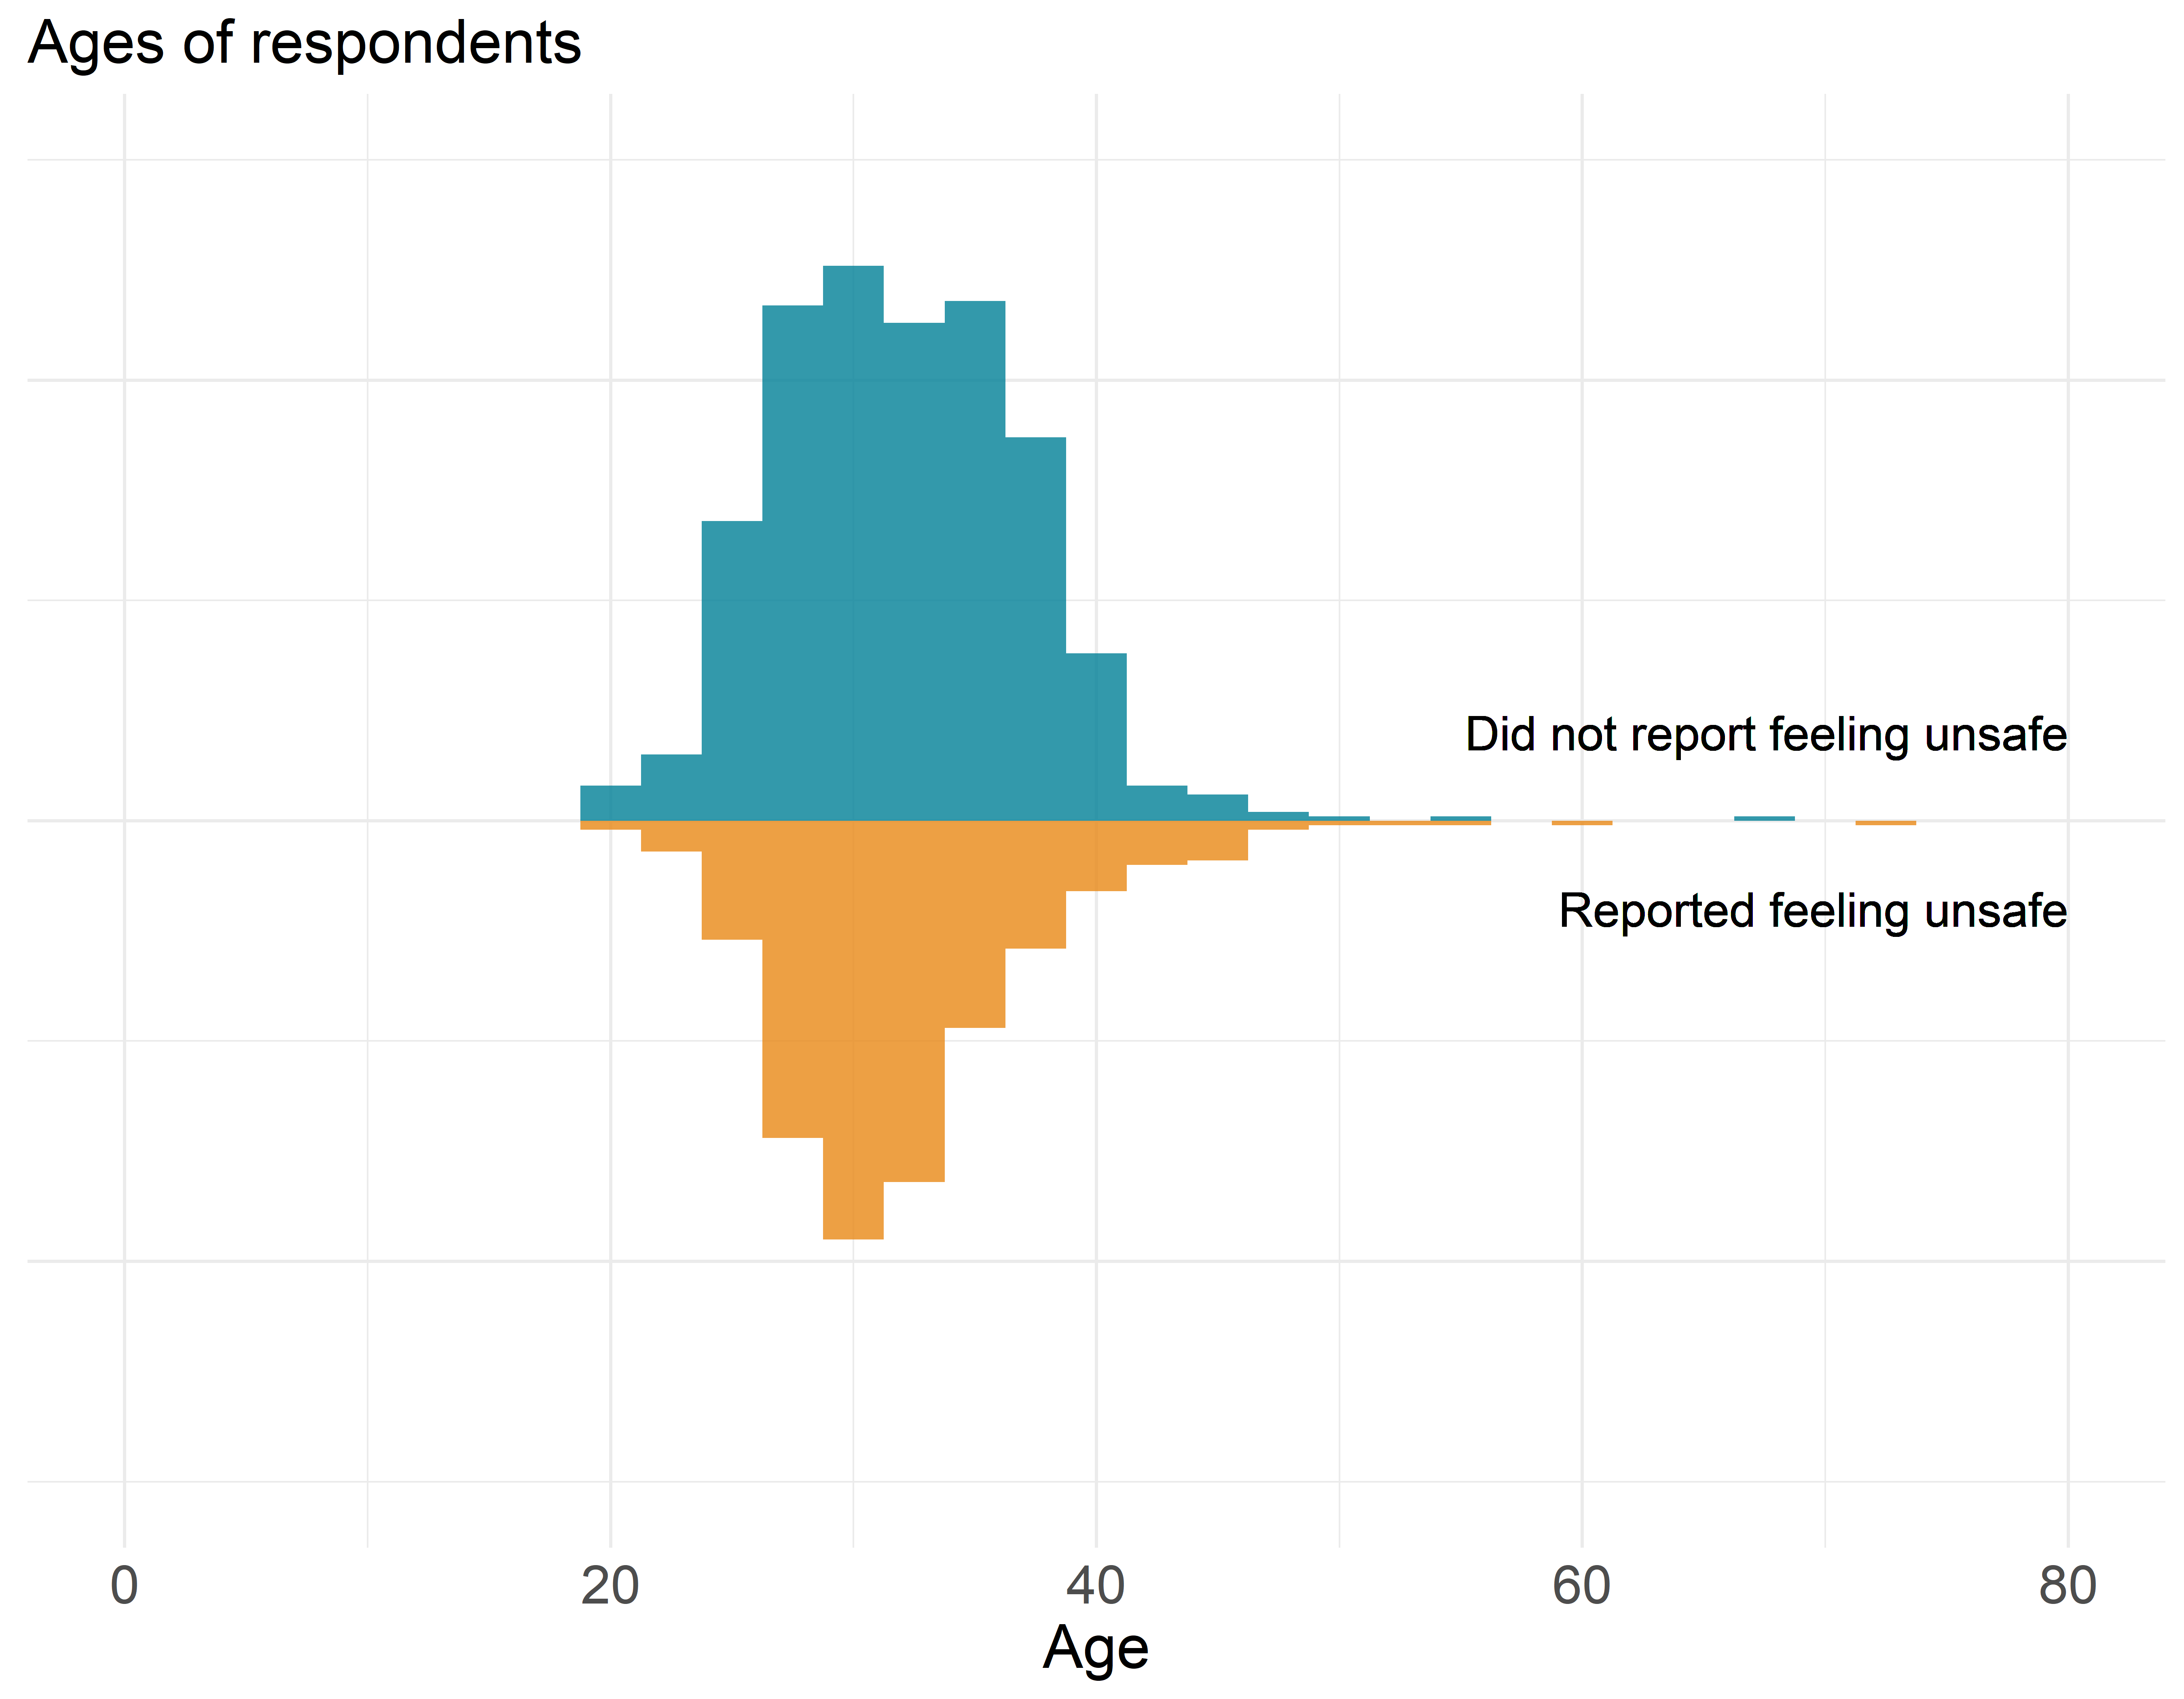 Ages of respondents
Did not report feeling unsafe
Reported feeling unsafe
0 20 40 60 80
Age